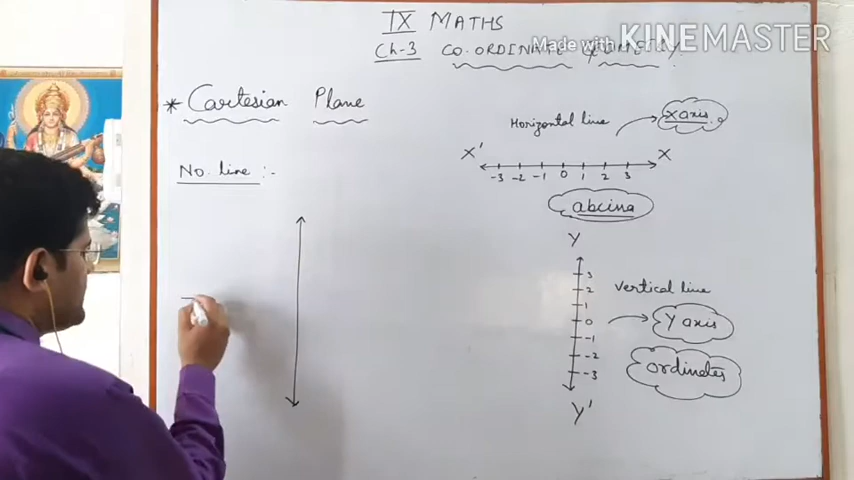 IX MATHS
Ch-3 CO-ORDINATE GEOMETRY.
Made with KINEMASTER
* Cartesian Plane
Horizontal line
X axis
X' X
No. line :-
-3 -2 -1 0 1 2 3
abcissa
Y
3
2 vertical line
1
0 Y axis
-1
-2 ordinates
-3
Y'